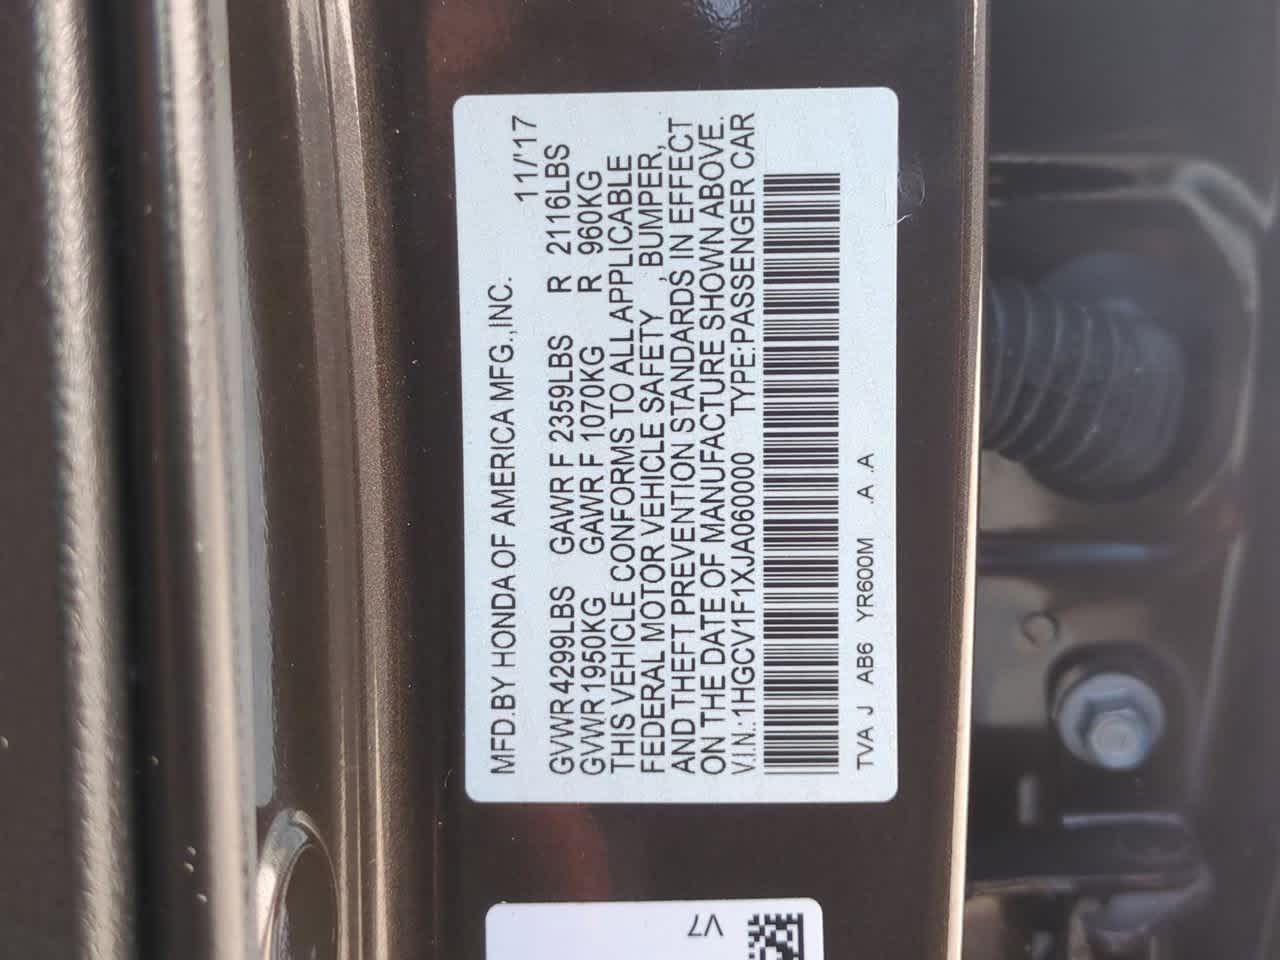 MFD.BY HONDA OF AMERICA MFG.,INC. 11/'17
GVWR 4299LBS GAWR F 2359LBS R 2116LBS
GVWR 1950KG GAWR F 1070KG R 960KG
THIS VEHICLE CONFORMS TO ALL APPLICABLE
FEDERAL MOTOR VEHICLE SAFETY , BUMPER,
AND THEFT PREVENTION STANDARDS IN EFFECT
ON THE DATE OF MANUFACTURE SHOWN ABOVE.
V.I.N.:1HGCV1F1XJA060000 TYPE:PASSENGER CAR
TVA J AB6 YR600M .A .A
V7